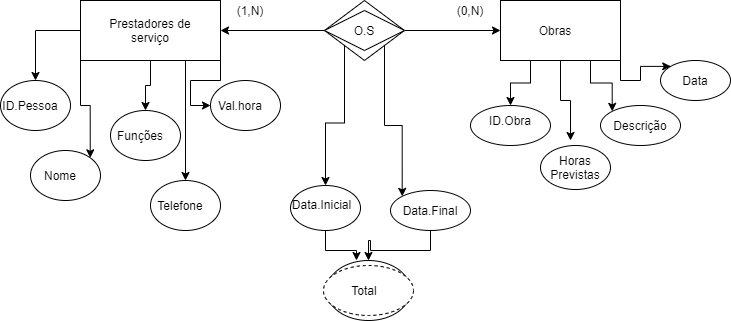 (1,N)
(0,N)
Prestadores de
serviço
O.S
Obras
ID.Pessoa
Val.hora
Data
Funções
ID.Obra
Descrição
Nome
Horas
Previstas
Telefone
Data.Inicial
Data.Final
Total